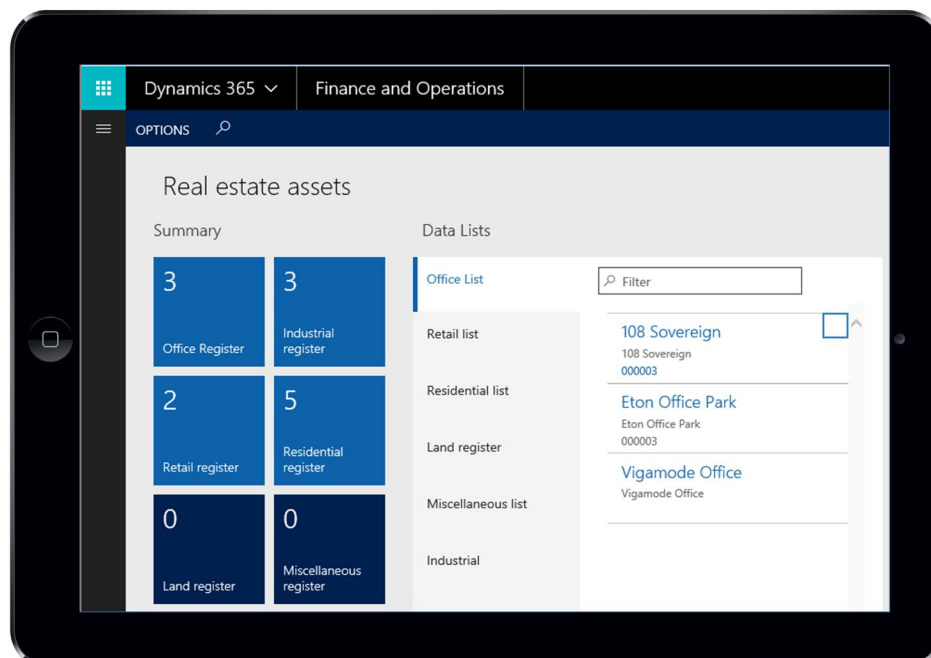 Dynamics 365
Finance and Operations
OPTIONS
Real estate assets
Summary
3
Office Register
3
Industrial
register
2
Retail register
5
Residential
register
0
Land register
0
Miscellaneous
register
Data Lists
Office List
Retail list
Residential list
Land register
Miscellaneous list
Industrial
Filter
108 Sovereign
108 Sovereign
000003
Eton Office Park
Eton Office Park
000003
Vigamode Office
Vigamode Office